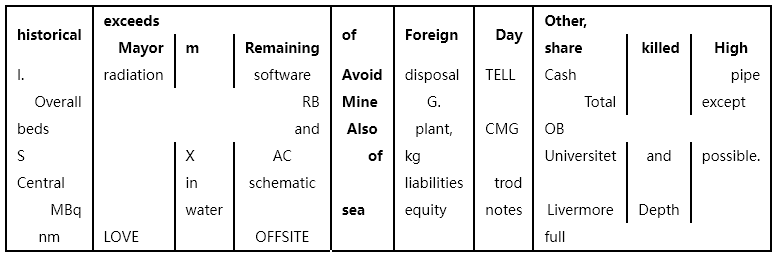 historical exceeds of Foreign Day Other,
Mayor m Remaining share killed High
I. radiation software Avoid disposal TELL Cash pipe
Overall RB Mine G. Total except
beds and Also plant, CMG OB
S X AC of kg Universitet and possible.
Central in schematic liabilities trod
MBq water sea equity notes Livermore Depth
nm LOVE OFFSITE full